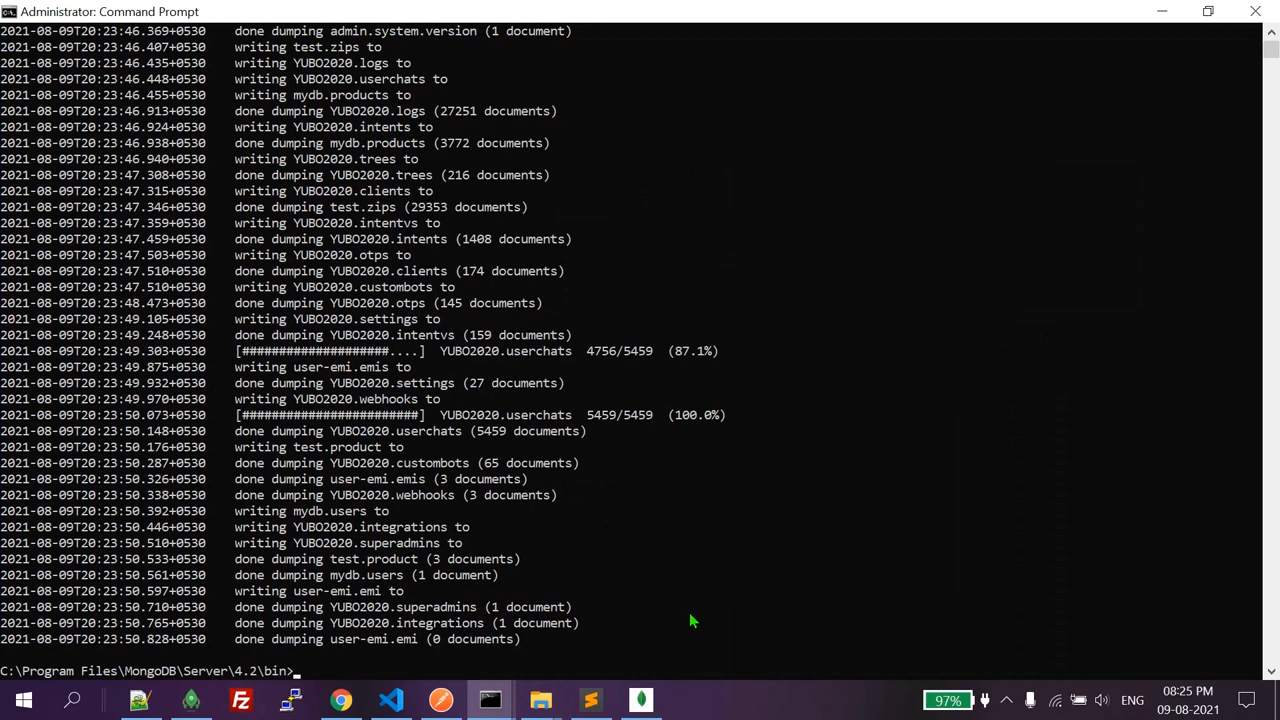 Administrator: Command Prompt
2021-08-09T20:23:46.369+0530 done dumping admin.system.version (1 document)
2021-08-09T20:23:46.407+0530 writing test.zips to
2021-08-09T20:23:46.435+0530 writing YUBO2020.logs to
2021-08-09T20:23:46.448+0530 writing YUBO2020.userchats to
2021-08-09T20:23:46.455+0530 writing mydb.products to
2021-08-09T20:23:46.913+0530 done dumping YUBO2020.logs (27251 documents)
2021-08-09T20:23:46.924+0530 writing YUBO2020.intents to
2021-08-09T20:23:46.938+0530 done dumping mydb.products (3772 documents)
2021-08-09T20:23:46.940+0530 writing YUBO2020.trees to
2021-08-09T20:23:47.308+0530 done dumping YUBO2020.trees (216 documents)
2021-08-09T20:23:47.315+0530 writing YUBO2020.clients to
2021-08-09T20:23:47.346+0530 done dumping test.zips (29353 documents)
2021-08-09T20:23:47.359+0530 writing YUBO2020.intentvs to
2021-08-09T20:23:47.459+0530 done dumping YUBO2020.intents (1408 documents)
2021-08-09T20:23:47.503+0530 writing YUBO2020.otps to
2021-08-09T20:23:47.510+0530 done dumping YUBO2020.clients (174 documents)
2021-08-09T20:23:47.510+0530 writing YUBO2020.custombots to
2021-08-09T20:23:48.473+0530 done dumping YUBO2020.otps (145 documents)
2021-08-09T20:23:49.105+0530 writing YUBO2020.settings to
2021-08-09T20:23:49.248+0530 done dumping YUBO2020.intentvs (159 documents)
2021-08-09T20:23:49.303+0530 [####################....] YUBO2020.userchats 4756/5459 (87.1%)
2021-08-09T20:23:49.875+0530 writing user-emi.emis to
2021-08-09T20:23:49.932+0530 done dumping YUBO2020.settings (27 documents)
2021-08-09T20:23:49.970+0530 writing YUBO2020.webhooks to
2021-08-09T20:23:50.073+0530 [########################] YUBO2020.userchats 5459/5459 (100.0%)
2021-08-09T20:23:50.148+0530 done dumping YUBO2020.userchats (5459 documents)
2021-08-09T20:23:50.176+0530 writing test.product to
2021-08-09T20:23:50.287+0530 done dumping YUBO2020.custombots (65 documents)
2021-08-09T20:23:50.326+0530 done dumping user-emi.emis (3 documents)
2021-08-09T20:23:50.338+0530 done dumping YUBO2020.webhooks (3 documents)
2021-08-09T20:23:50.392+0530 writing mydb.users to
2021-08-09T20:23:50.446+0530 writing YUBO2020.integrations to
2021-08-09T20:23:50.510+0530 writing YUBO2020.superadmins to
2021-08-09T20:23:50.533+0530 done dumping test.product (3 documents)
2021-08-09T20:23:50.561+0530 done dumping mydb.users (1 document)
2021-08-09T20:23:50.597+0530 writing user-emi.emi to
2021-08-09T20:23:50.710+0530 done dumping YUBO2020.superadmins (1 document)
2021-08-09T20:23:50.765+0530 done dumping YUBO2020.integrations (1 document)
2021-08-09T20:23:50.828+0530 done dumping user-emi.emi (0 documents)
C:\Program Files\MongoDB\Server\4.2\bin>
97%
ENG
08:25 PM
09-08-2021